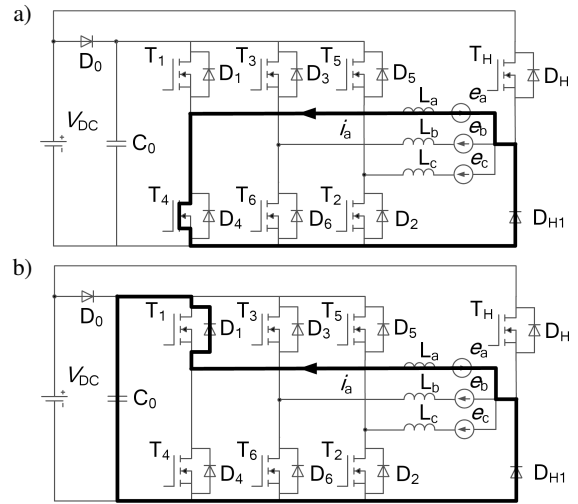 a)
D0
T1
D1
T3
D3
T5
D5
TH
DH
VDC
C0
La
ea
ia
Lb
eb
Lc
ec
T4
D4
T6
D6
T2
D2
DH1
b)
D0
T1
D1
T3
D3
T5
D5
TH
DH
VDC
C0
La
ea
ia
Lb
eb
Lc
ec
T4
D4
T6
D6
T2
D2
DH1